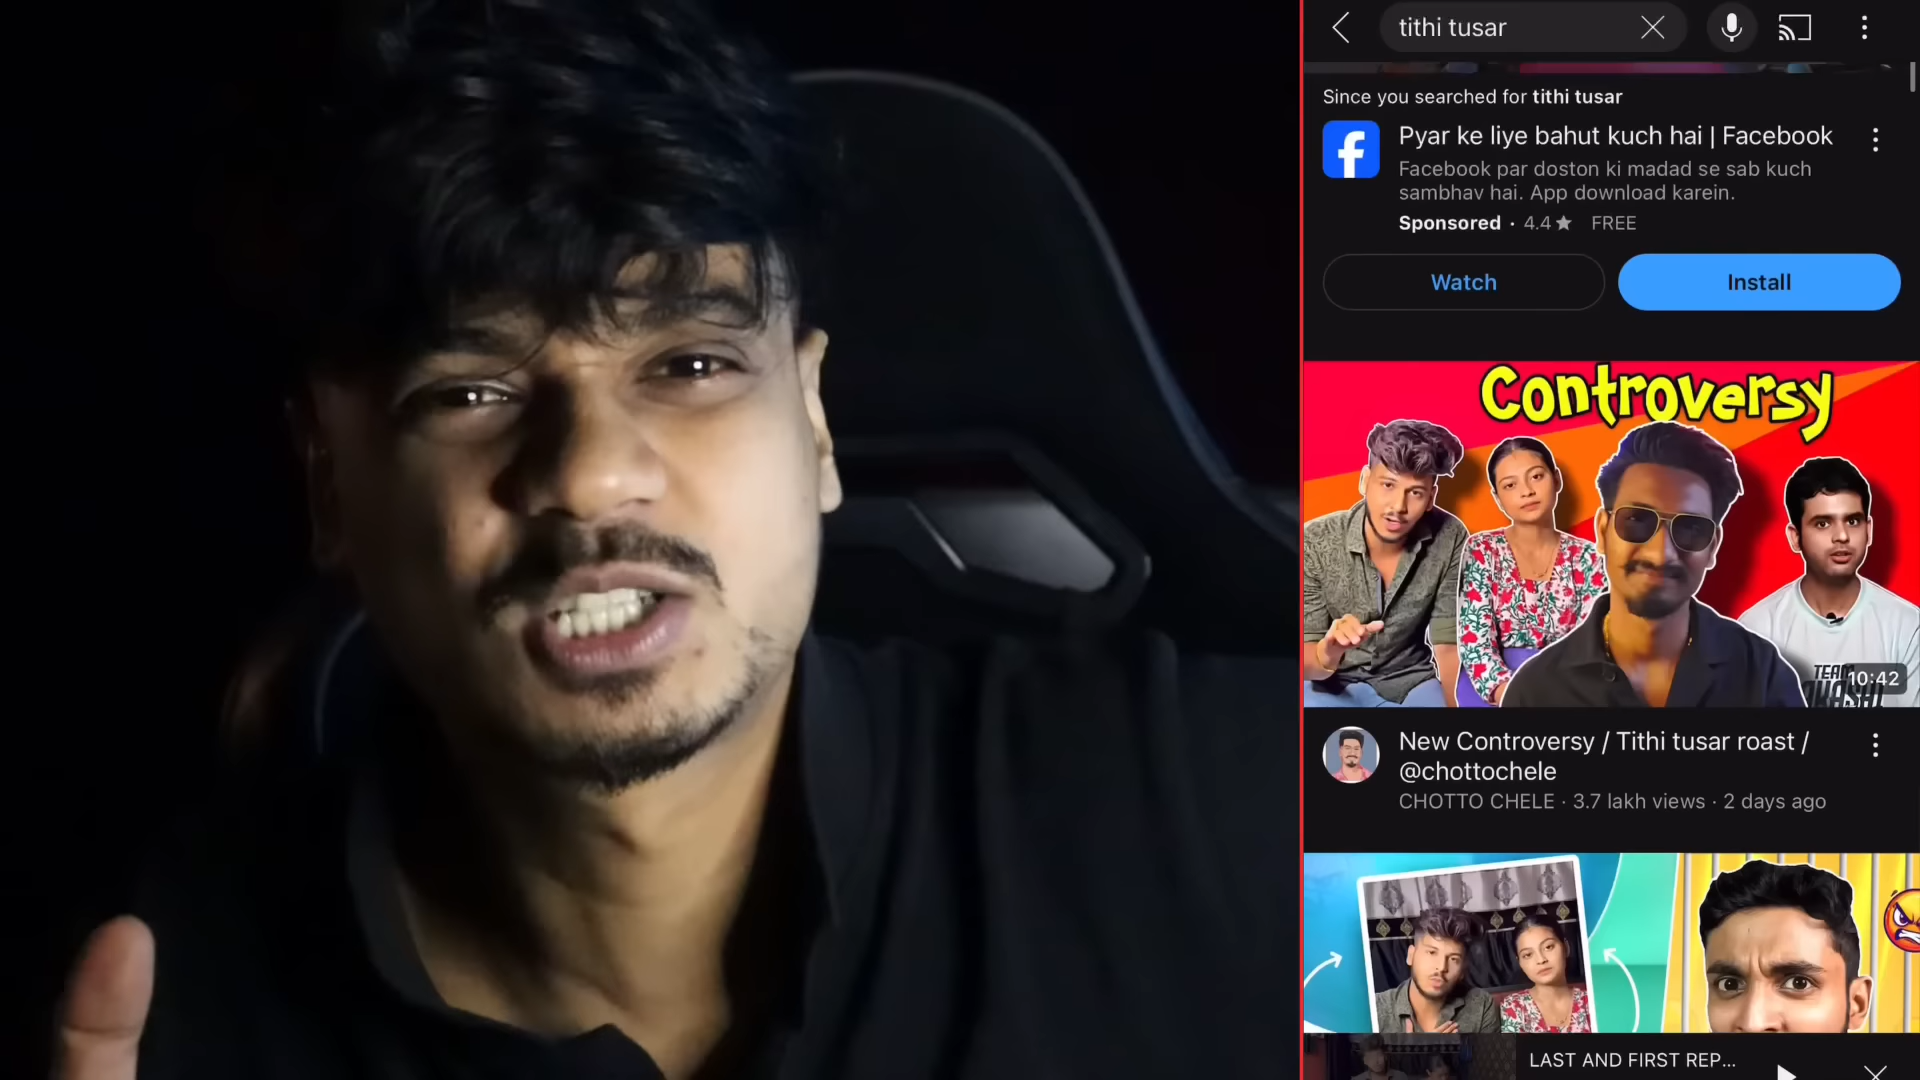 tithi tusar
Since you searched for tithi tusar
Pyar ke liye bahut kuch hai | Facebook
Facebook par doston ki madad se sab kuch
sambhav hai. App download karein.
Sponsored · 4.4★ FREE
Watch
Install
Controversy
TEAM
10:42
New Controversy / Tithi tusar roast /
@chottochele
CHOTTO CHELE · 3.7 lakh views · 2 days ago
LAST AND FIRST REP...